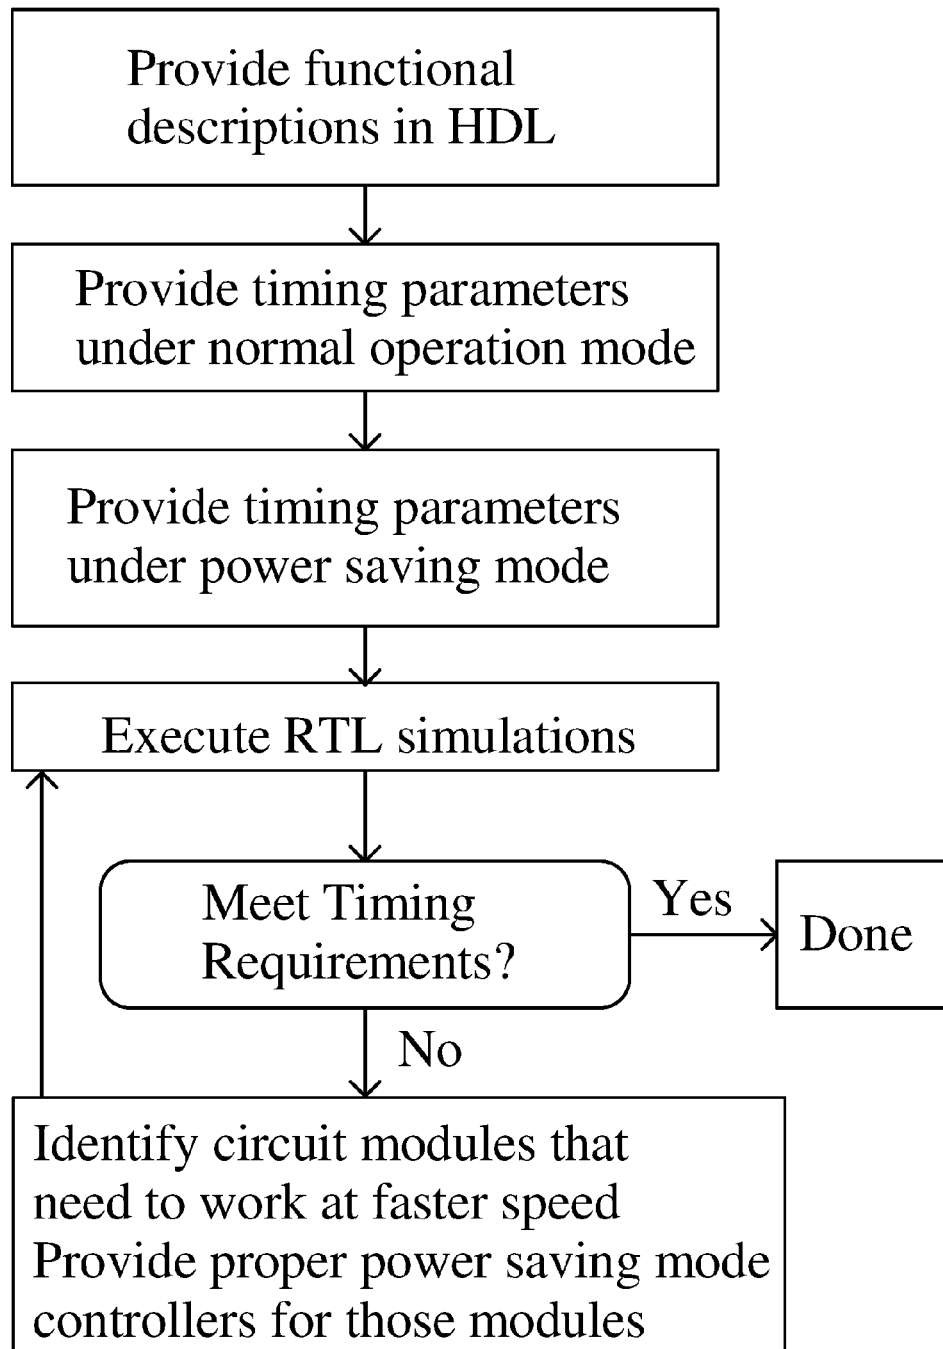 Provide functional
descriptions in HDL
Provide timing parameters
under normal operation mode
Provide timing parameters
under power saving mode
Execute RTL simulations
Meet Timing
Requirements?
Yes
Done
No
Identify circuit modules that
need to work at faster speed
Provide proper power saving mode
controllers for those modules